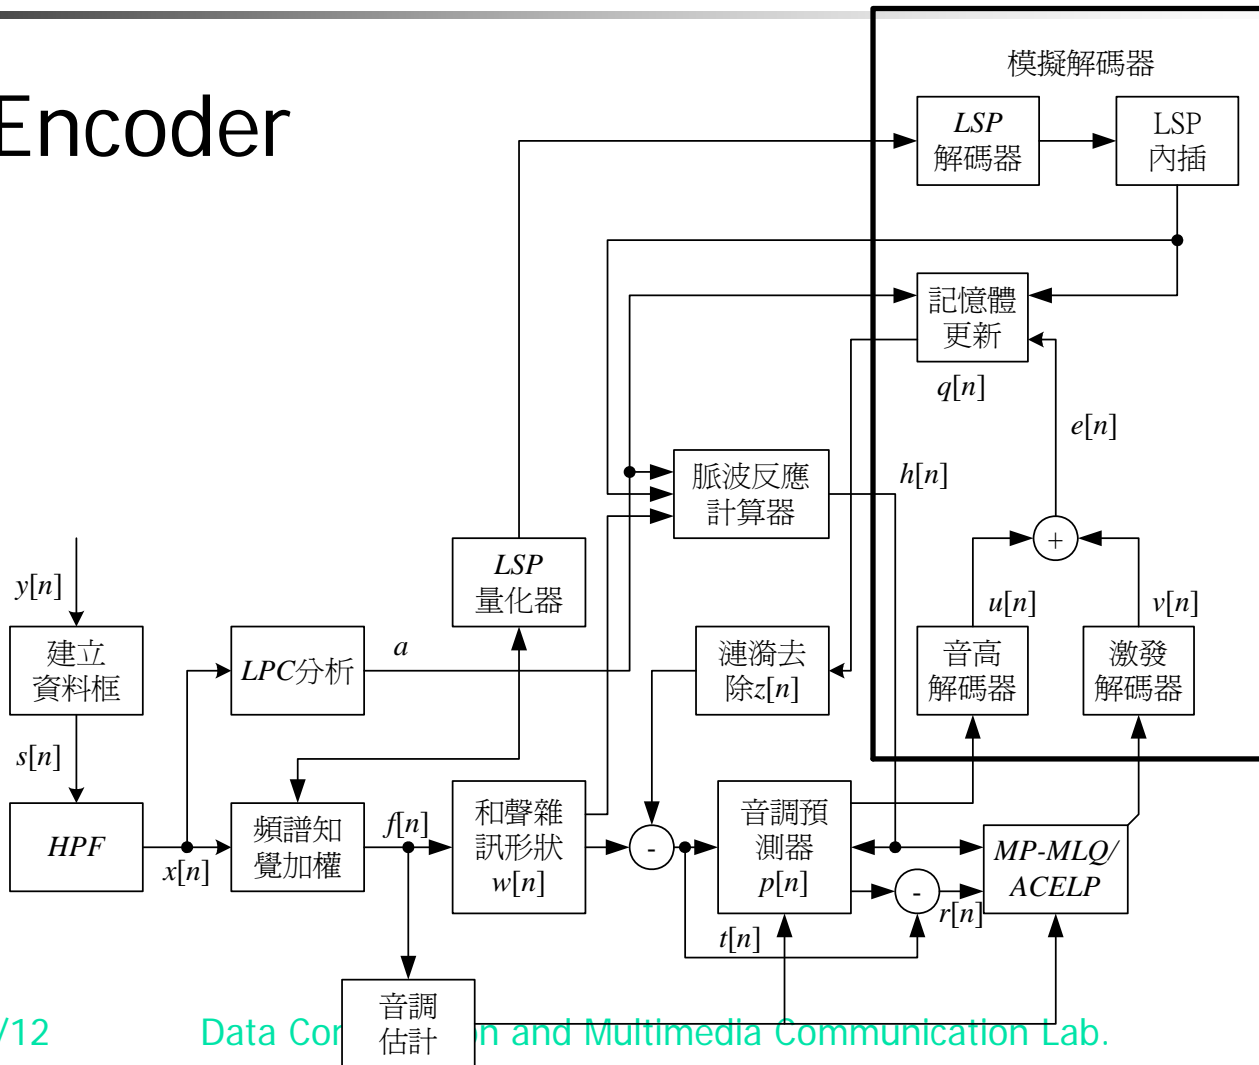 Encoder
模擬解碼器
LSP
解碼器
LSP
內插
記憶體
更新
q[n]
e[n]
脈波反應
計算器
h[n]
LSP
量化器
+
y[n]
u[n]
v[n]
建立
資料框
LPC分析
a
漣漪去
除z[n]
音高
解碼器
激發
解碼器
s[n]
HPF
x[n]
頻譜知
覺加權
f[n]
和聲雜
訊形狀
w[n]
-
音調預
測器
p[n]
-
r[n]
MP-MLQ/
ACELP
t[n]
音調
估計
/12
Data Co
n and Multimedia Communication Lab.